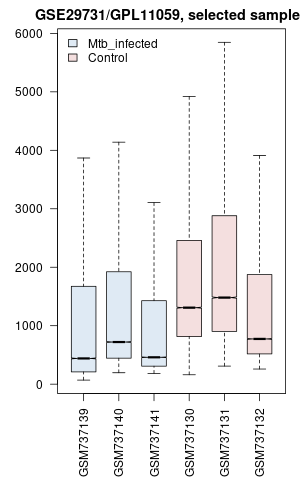 GSE29731/GPL11059, selected sample
Mtb_infected
Control
6000
5000
4000
3000
2000
1000
0
GSM737139
GSM737140
GSM737141
GSM737130
GSM737131
GSM737132